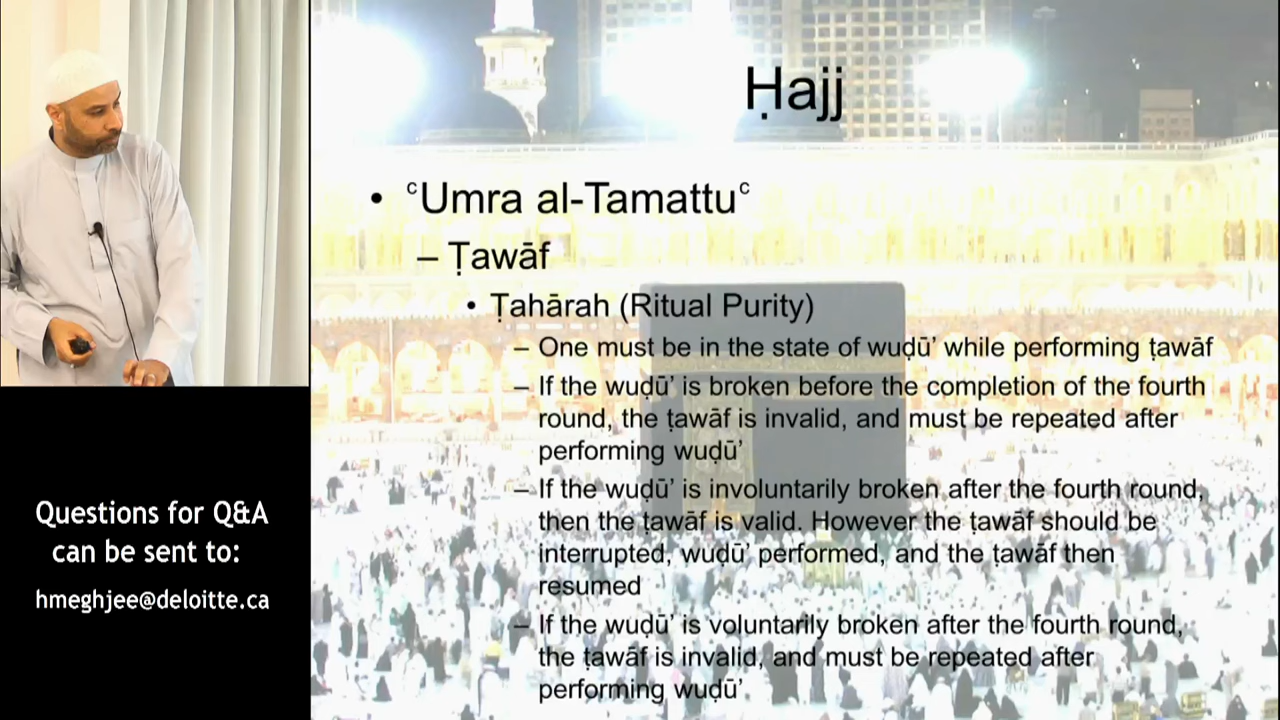 Ḥajj
• ᶜUmra al-Tamattuᶜ
– Ṭawāf
• Ṭahārah (Ritual Purity)
– One must be in the state of wuḍū’ while performing ṭawāf
– If the wuḍū’ is broken before the completion of the fourth
round, the ṭawāf is invalid, and must be repeated after
performing wuḍū’
– If the wuḍū’ is involuntarily broken after the fourth round,
then the ṭawāf is valid. However the ṭawāf should be
interrupted, wuḍū’ performed, and the ṭawāf then
resumed
– If the wuḍū’ is voluntarily broken after the fourth round,
the ṭawāf is invalid, and must be repeated after
performing wuḍū’
Questions for Q&A
can be sent to:
hmeghjee@deloitte.ca